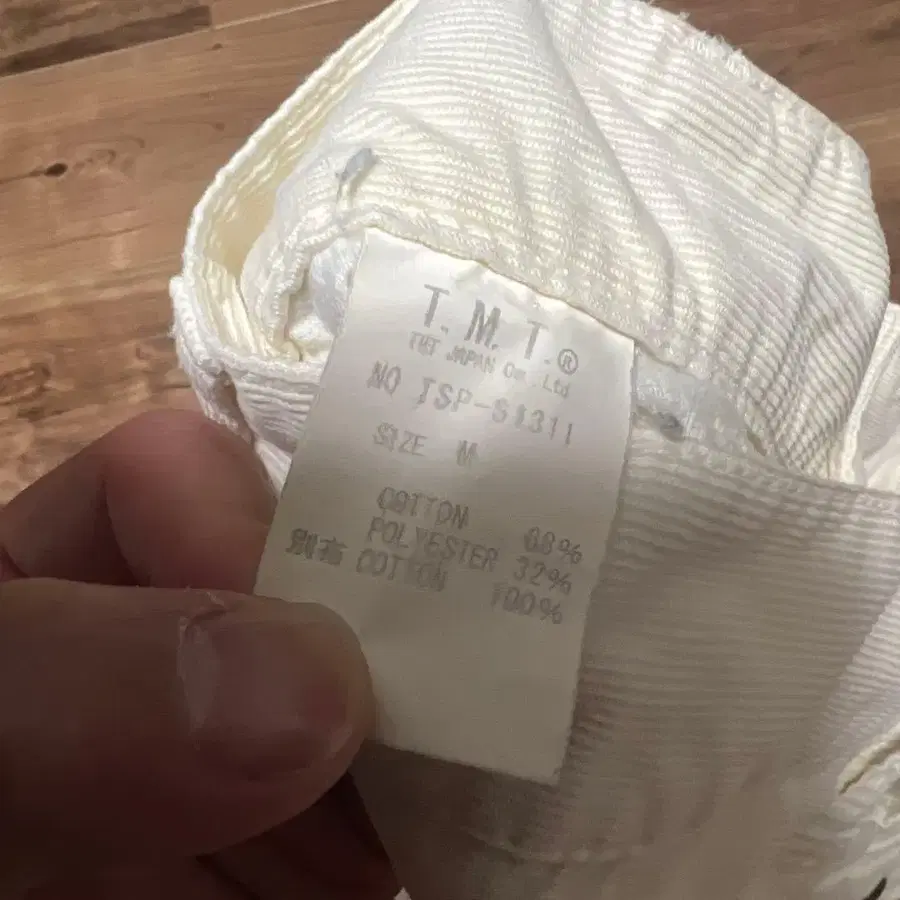 T. M. T.®
TMT JAPAN Co., Ltd
NO TSP-S1311
SIZE M
COTTON 68%
POLYESTER 32%
別布 COTTON 100%